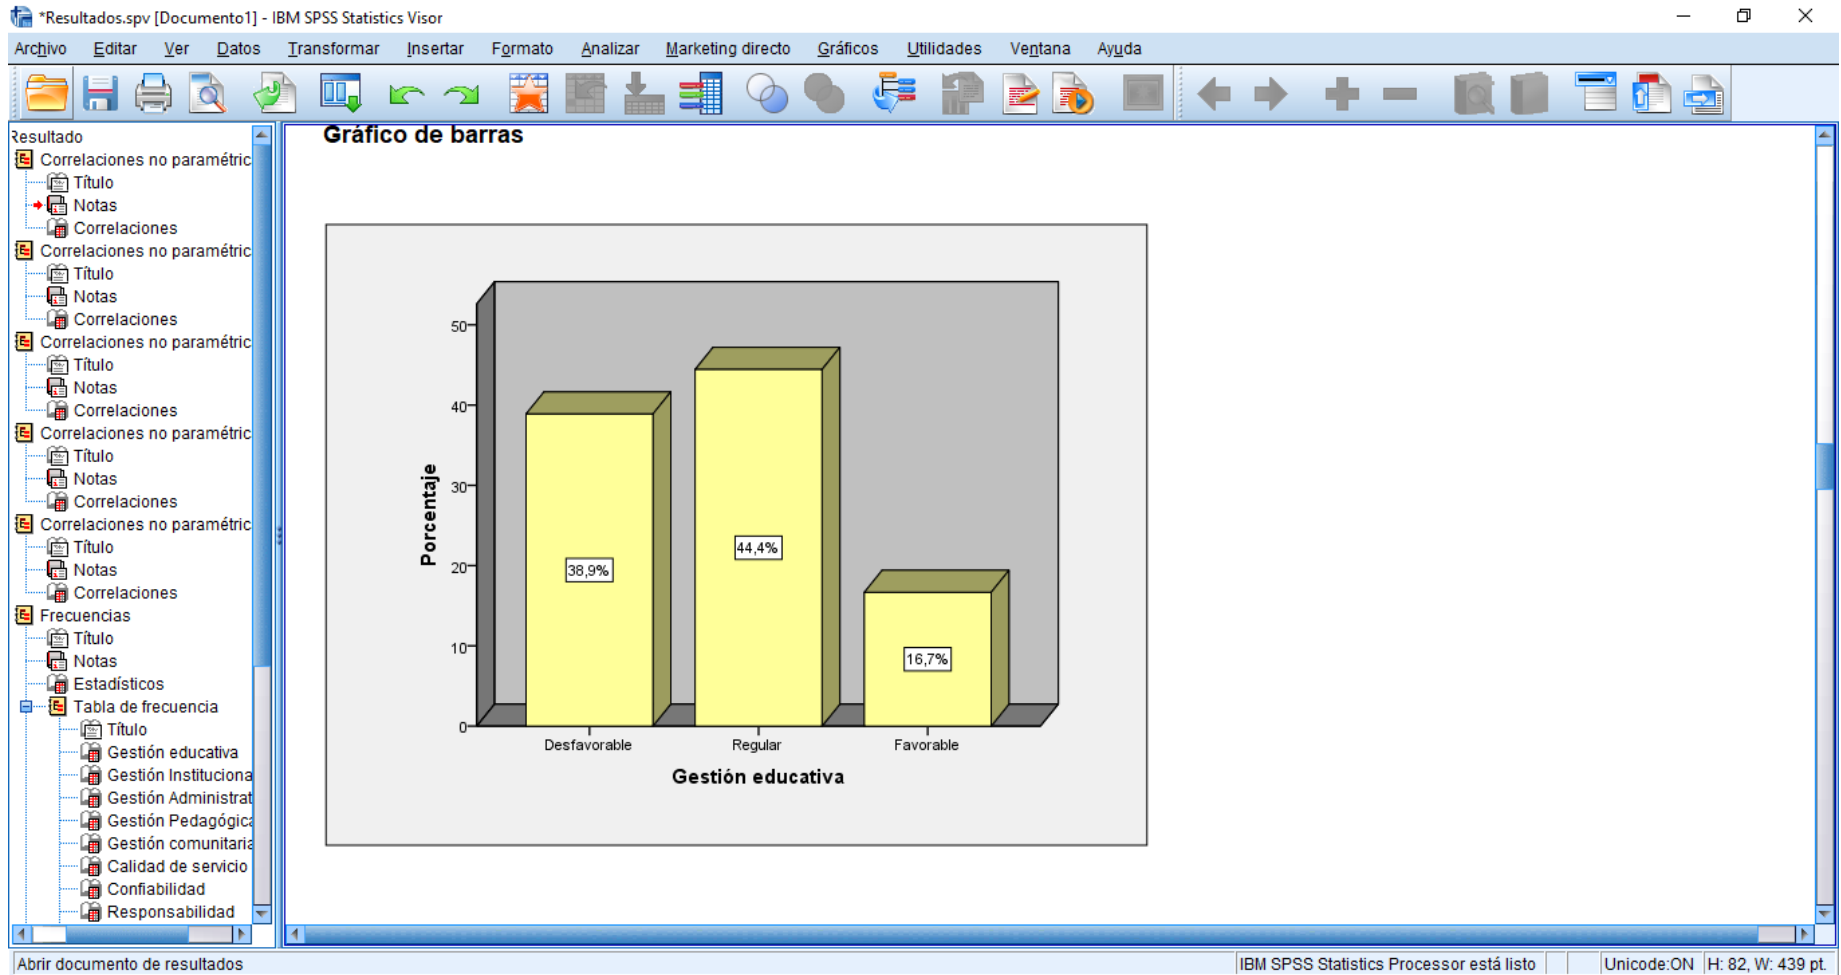 *Resultados.spv [Documento1] - IBM SPSS Statistics Visor
Archivo Editar Ver Datos Transformar Insertar Formato Analizar Marketing directo Gráficos Utilidades Ventana Ayuda
Resultado
Correlaciones no paramétric
Título
Notas
Correlaciones
Correlaciones no paramétric
Título
Notas
Correlaciones
Correlaciones no paramétric
Título
Notas
Correlaciones
Correlaciones no paramétric
Título
Notas
Correlaciones
Correlaciones no paramétric
Título
Notas
Correlaciones
Frecuencias
Título
Notas
Estadísticos
Tabla de frecuencia
Título
Gestión educativa
Gestión Instituciona
Gestión Administrat
Gestión Pedagógica
Gestión comunitaria
Calidad de servicio
Confiabilidad
Responsabilidad
Gráfico de barras
Porcentaje
50
40
30
20
10
0
38,9%
44,4%
16,7%
Desfavorable Regular Favorable
Gestión educativa
Abrir documento de resultados
IBM SPSS Statistics Processor está listo
Unicode:ON
H: 82, W: 439 pt.